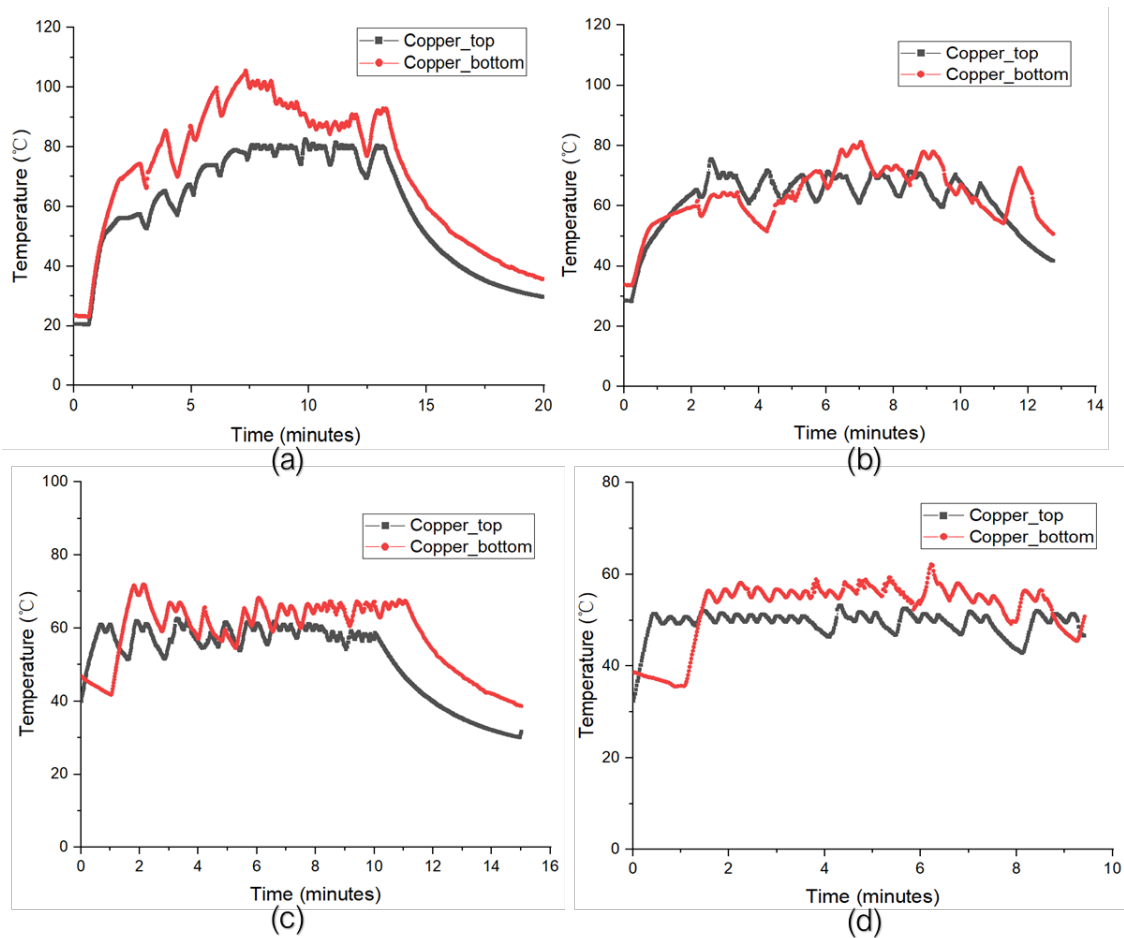 120
100
80
60
40
20
0
Temperature (℃)
Copper_top
Copper_bottom
0 5 10 15 20
Time (minutes)
(a)
120
100
80
60
40
20
0
Temperature (℃)
Copper_top
Copper_bottom
0 2 4 6 8 10 12 14
Time (minutes)
(b)
100
80
60
40
20
0
Temperature (℃)
Copper_top
Copper_bottom
0 2 4 6 8 10 12 14 16
Time (minutes)
(c)
80
60
40
20
0
Temperature (℃)
Copper_top
Copper_bottom
0 2 4 6 8 10
Time (minutes)
(d)